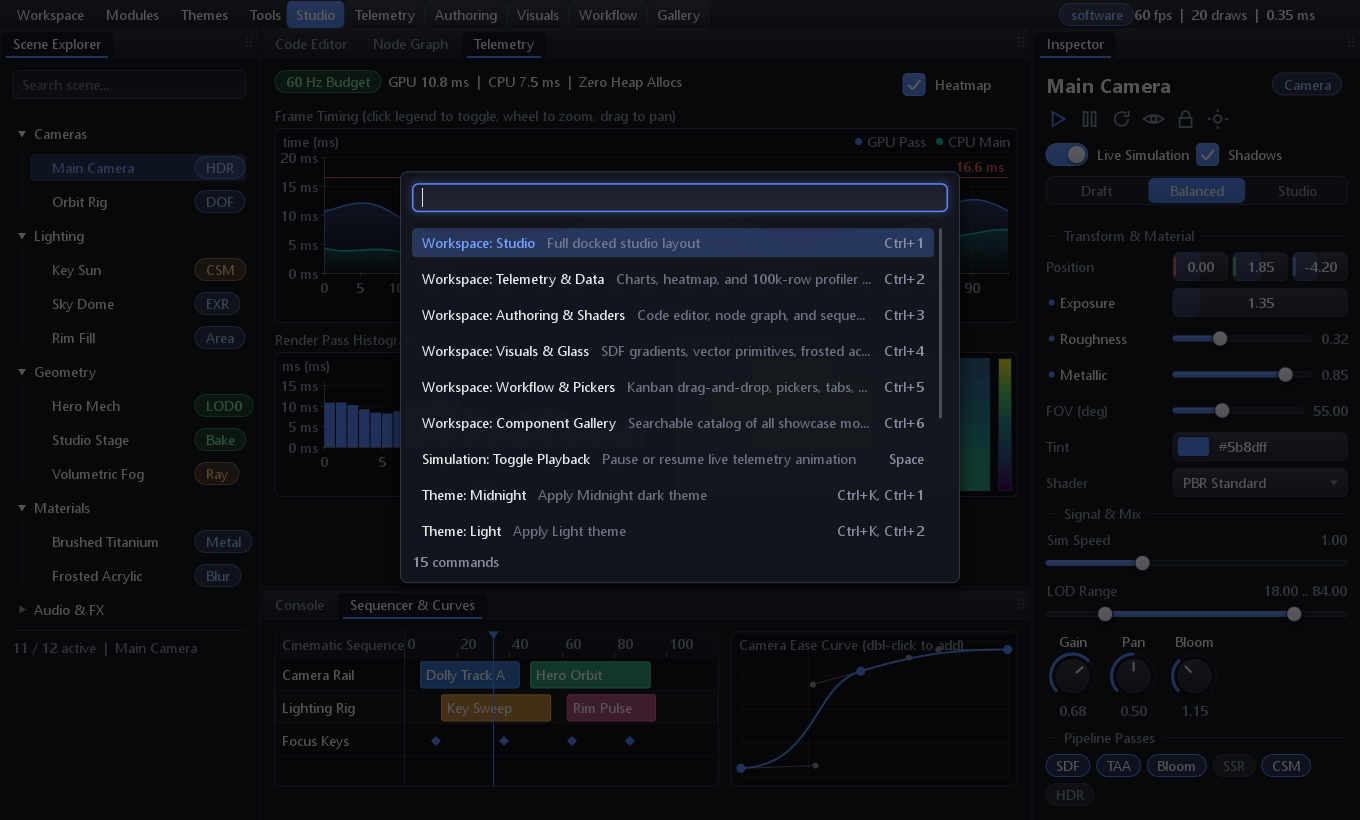 Workspace Modules Themes Tools Studio Telemetry Authoring Visuals Workflow Gallery software 60 fps | 20 draws | 0.35 ms
Scene Explorer
Search scene...
Cameras
Main Camera HDR
Orbit Rig DOF
Lighting
Key Sun CSM
Sky Dome EXR
Rim Fill Area
Geometry
Hero Mech LOD0
Studio Stage Bake
Volumetric Fog Ray
Materials
Brushed Titanium Metal
Frosted Acrylic Blur
Audio & FX
11 / 12 active | Main Camera
Code Editor Node Graph Telemetry
60 Hz Budget GPU 10.8 ms | CPU 7.5 ms | Zero Heap Allocs Heatmap
Frame Timing (click legend to toggle, wheel to zoom, drag to pan)
time (ms) GPU Pass CPU Main
20 ms
16.6 ms
15 ms
10 ms
5 ms
0 ms
0 5 90
Render Pass Histogra
ms (ms)
15 ms
10 ms
5 ms
0 ms
0 5
Workspace: Studio Full docked studio layout Ctrl+1
Workspace: Telemetry & Data Charts, heatmap, and 100k-row profiler ... Ctrl+2
Workspace: Authoring & Shaders Code editor, node graph, and seque... Ctrl+3
Workspace: Visuals & Glass SDF gradients, vector primitives, frosted ac... Ctrl+4
Workspace: Workflow & Pickers Kanban drag-and-drop, pickers, tabs, ... Ctrl+5
Workspace: Component Gallery Searchable catalog of all showcase mo... Ctrl+6
Simulation: Toggle Playback Pause or resume live telemetry animation Space
Theme: Midnight Apply Midnight dark theme Ctrl+K, Ctrl+1
Theme: Light Apply Light theme Ctrl+K, Ctrl+2
15 commands
Console Sequencer & Curves
Cinematic Sequence 0 20 40 60 80 100
Camera Rail Dolly Track A Hero Orbit
Lighting Rig Key Sweep Rim Pulse
Focus Keys
Camera Ease Curve (dbl-click to add)
Inspector
Main Camera Camera
Live Simulation Shadows
Draft Balanced Studio
Transform & Material
Position 0.00 1.85 -4.20
Exposure 1.35
Roughness 0.32
Metallic 0.85
FOV (deg) 55.00
Tint #5b8dff
Shader PBR Standard
Signal & Mix
Sim Speed 1.00
LOD Range 18.00 .. 84.00
Gain Pan Bloom
0.68 0.50 1.15
Pipeline Passes
SDF TAA Bloom SSR CSM
HDR